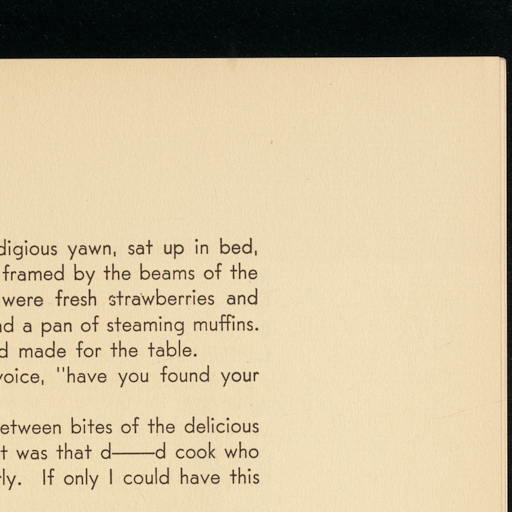 digious yawn, sat up in bed,
framed by the beams of the
were fresh strawberries and
nd a pan of steaming muffins.
d made for the table.
voice, "have you found your
etween bites of the delicious
t was that d——d cook who
rly. If only I could have this